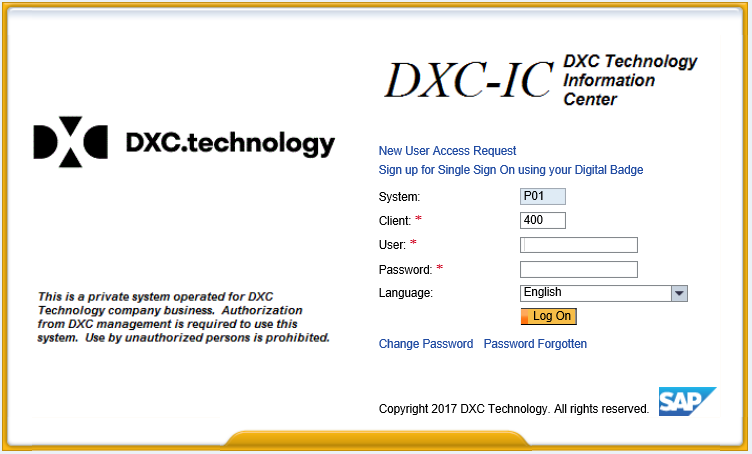 DXC.technology
This is a private system operated for DXC
Technology company business.  Authorization
from DXC management is required to use this
system.  Use by unauthorized persons is prohibited.
DXC-IC
DXC Technology
Information
Center
New User Access Request
Sign up for Single Sign On using your Digital Badge
System: P01
Client: * 400
User: *
Password: *
Language: English
Log On
Change Password Password Forgotten
Copyright 2017 DXC Technology. All rights reserved.
SAP